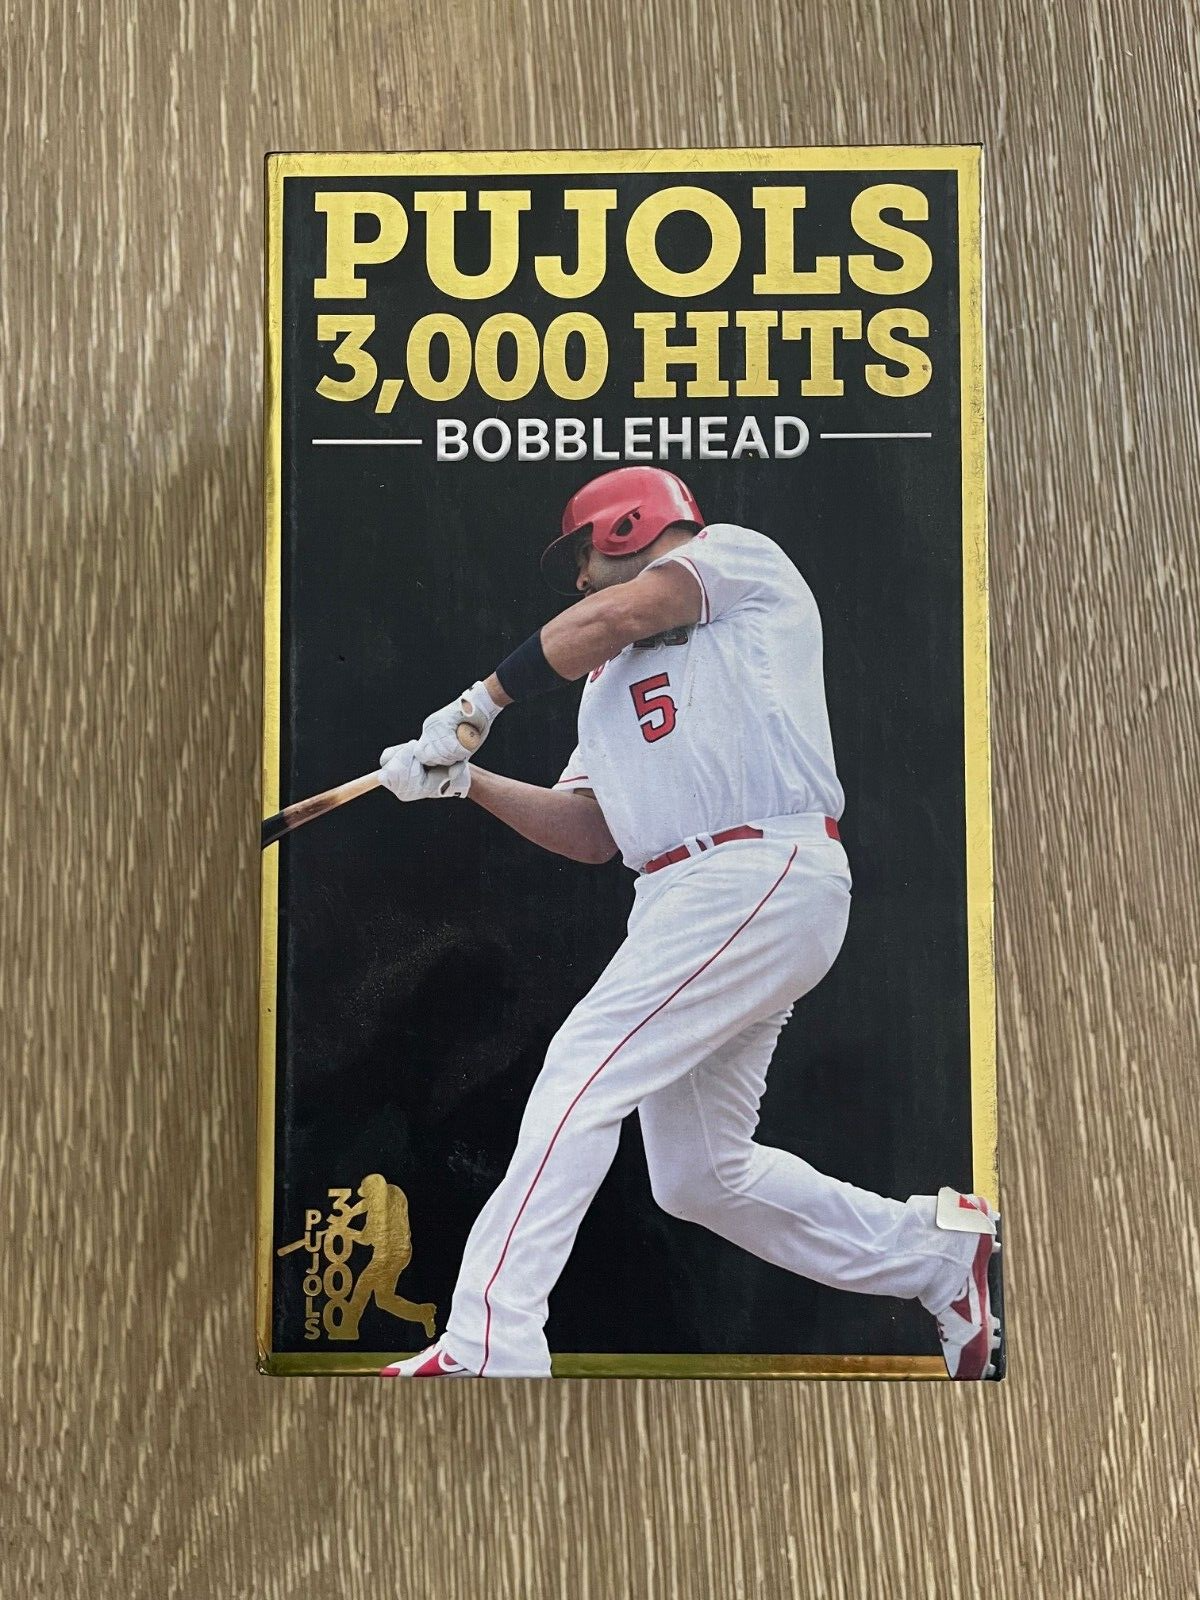 PUJOLS
3,000 HITS
BOBBLEHEAD
5
PUJOLS
3000